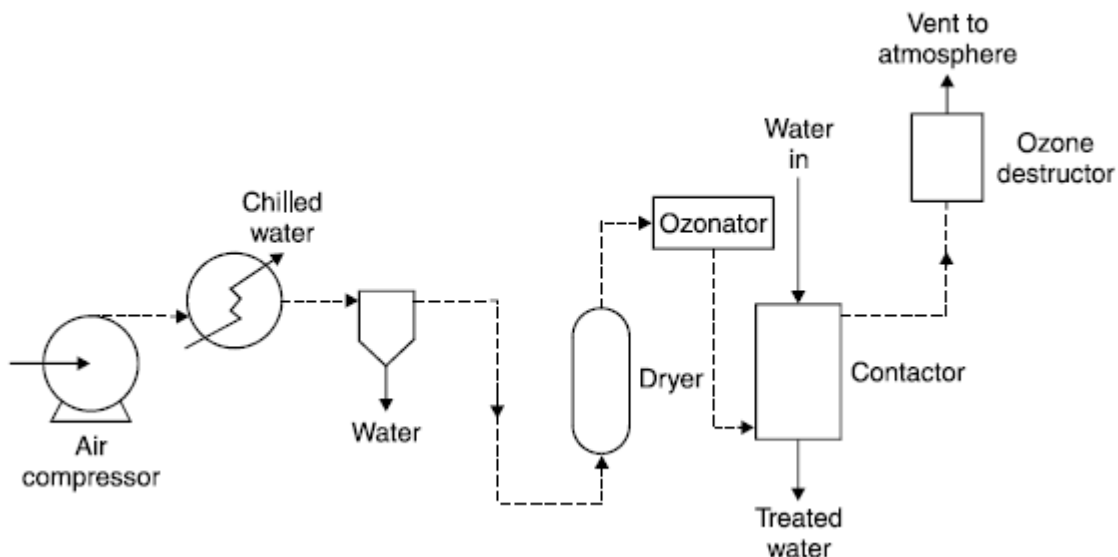 Vent to
atmosphere
Water
in
Ozone
destructor
Chilled
water
Ozonator
Dryer
Contactor
Water
Air
compressor
Treated
water